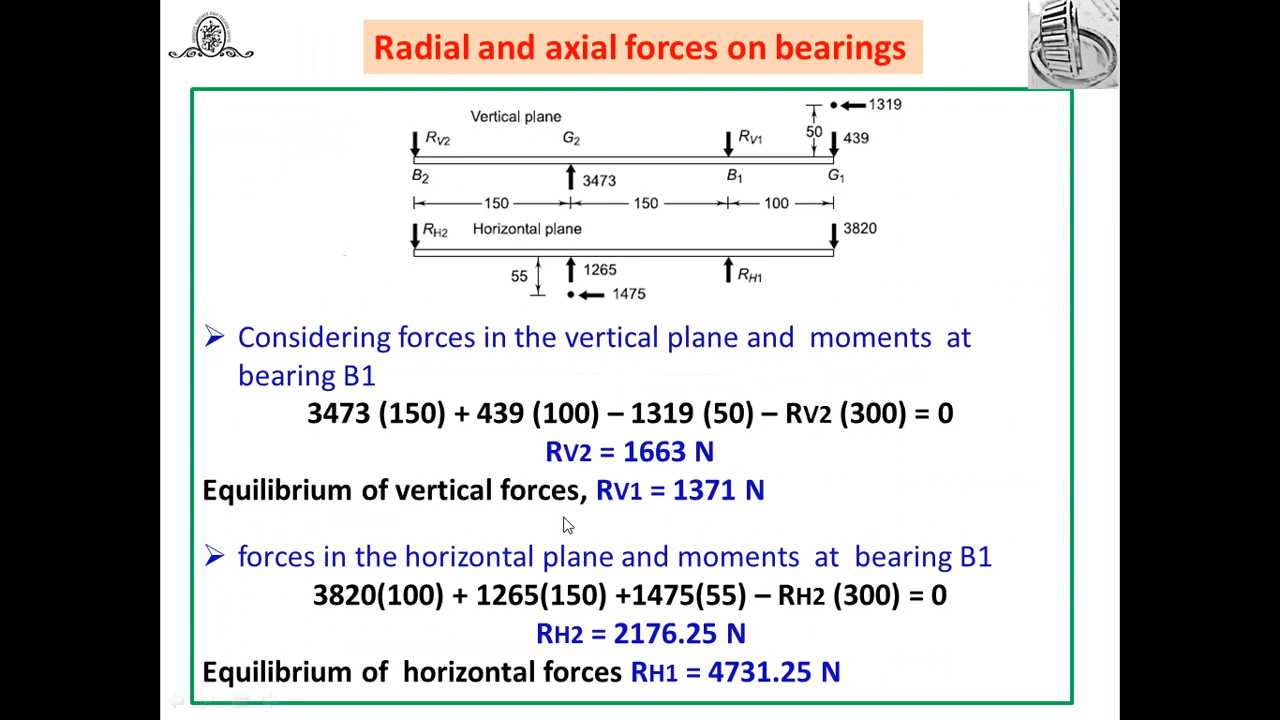 Radial and axial forces on bearings
1319
Vertical plane
50
RV2
G2
RV1
439
B2
3473
B1
G1
150
150
100
RH2
Horizontal plane
3820
55
1265
RH1
1475
➢ Considering forces in the vertical plane and moments at
bearing B1
3473 (150) + 439 (100) – 1319 (50) – RV2 (300) = 0
RV2 = 1663 N
Equilibrium of vertical forces, RV1 = 1371 N
➢ forces in the horizontal plane and moments at bearing B1
3820(100) + 1265(150) +1475(55) – RH2 (300) = 0
RH2 = 2176.25 N
Equilibrium of horizontal forces RH1 = 4731.25 N